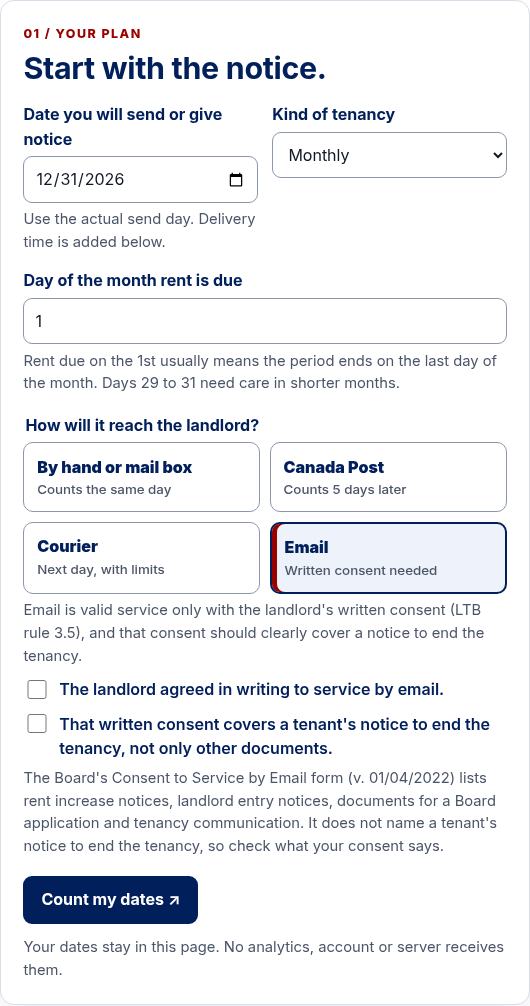 01 / YOUR PLAN
Start with the notice.
Date you will send or give
notice
12/31/2026
Use the actual send day. Delivery
time is added below.
Kind of tenancy
Monthly
Day of the month rent is due
1
Rent due on the 1st usually means the period ends on the last day of
the month. Days 29 to 31 need care in shorter months.
How will it reach the landlord?
By hand or mail box
Counts the same day
Canada Post
Counts 5 days later
Courier
Next day, with limits
Email
Written consent needed
Email is valid service only with the landlord's written consent (LTB
rule 3.5), and that consent should clearly cover a notice to end the
tenancy.
The landlord agreed in writing to service by email.
That written consent covers a tenant's notice to end the
tenancy, not only other documents.
The Board's Consent to Service by Email form (v. 01/04/2022) lists
rent increase notices, landlord entry notices, documents for a Board
application and tenancy communication. It does not name a tenant's
notice to end the tenancy, so check what your consent says.
Count my dates ↗
Your dates stay in this page. No analytics, account or server receives
them.